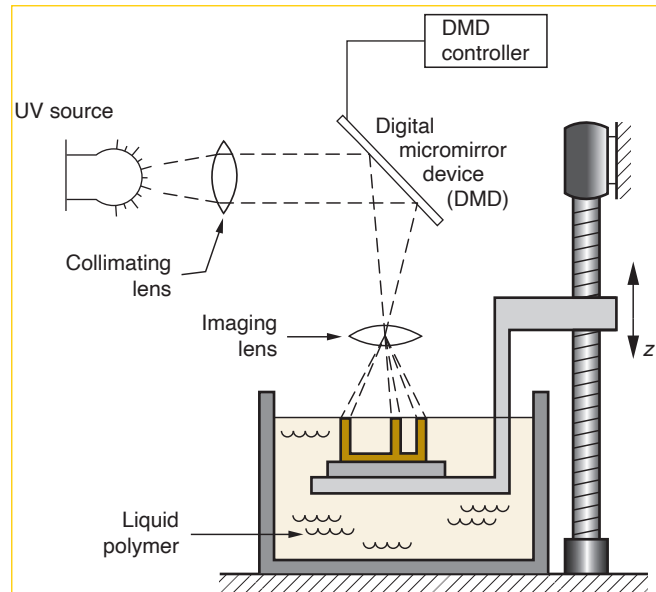 DMD
controller
UV source
Digital
micromirror
device
(DMD)
Collimating
lens
Imaging
lens
z
Liquid
polymer